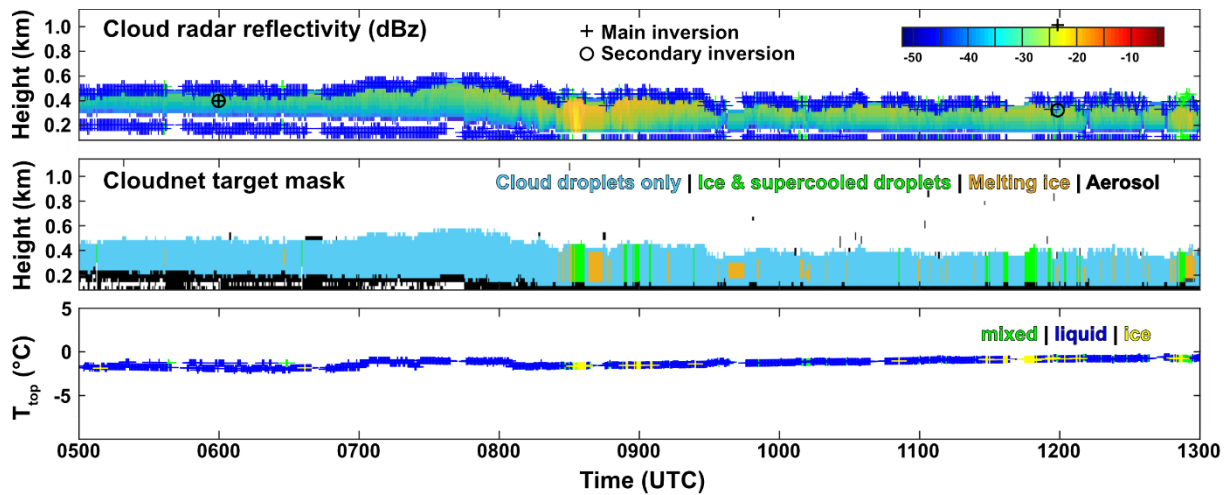 Cloud radar reflectivity (dBz)
+ Main inversion
○ Secondary inversion
-50 -40 -30 -20 -10
Height (km)
1.0
0.8
0.6
0.4
0.2
Cloudnet target mask
Cloud droplets only | Ice & supercooled droplets | Melting ice | Aerosol
Height (km)
1.0
0.8
0.6
0.4
0.2
mixed | liquid | ice
T_top (°C)
5
0
-5
0500 0600 0700 0800 0900 1000 1100 1200 1300
Time (UTC)